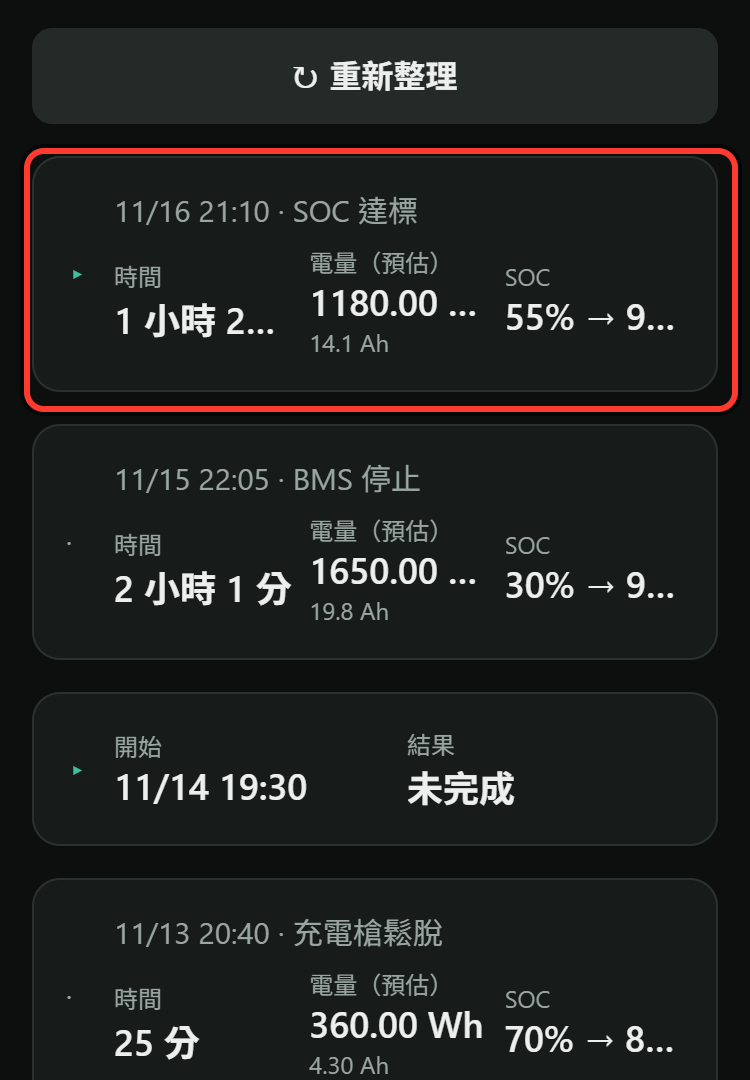 ↻ 重新整理
11/16 21:10 · SOC 達標
時間
1 小時 2...
電量（預估）
1180.00 ...
14.1 Ah
SOC
55% → 9...
11/15 22:05 · BMS 停止
時間
2 小時 1 分
電量（預估）
1650.00 ...
19.8 Ah
SOC
30% → 9...
開始
11/14 19:30
結果
未完成
11/13 20:40 · 充電槍鬆脫
時間
25 分
電量（預估）
360.00 Wh
4.30 Ah
SOC
70% → 8...